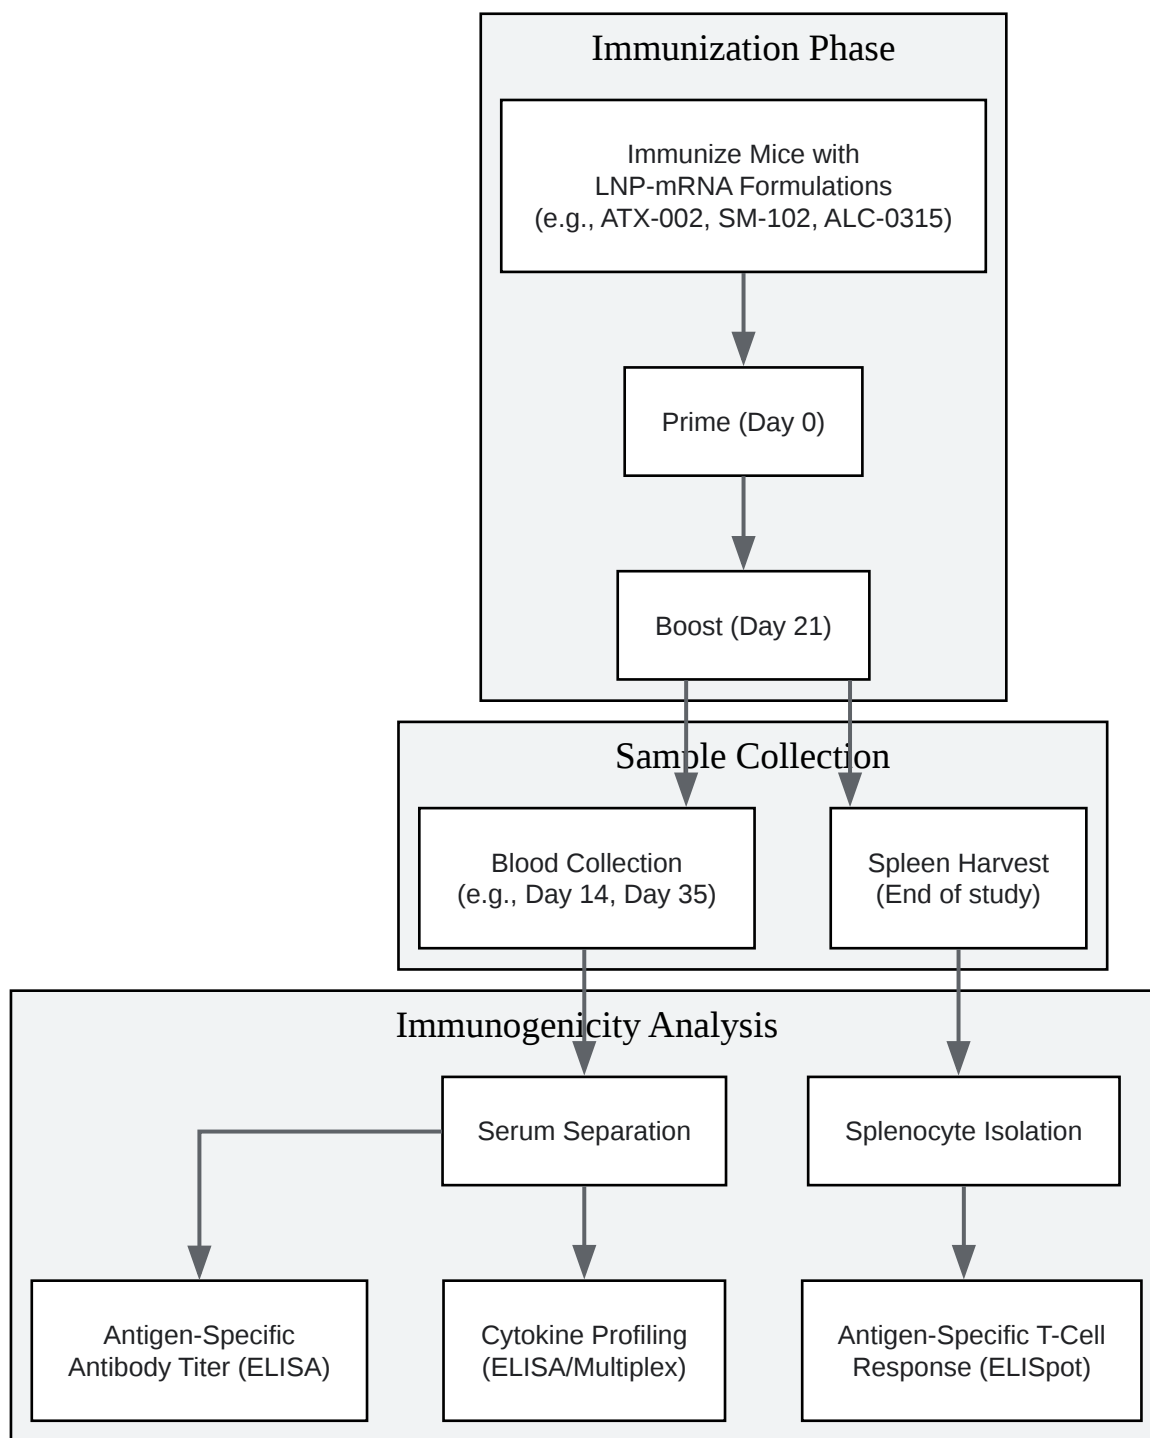 Immunization Phase
Immunize Mice with
LNP-mRNA Formulations
(e.g., ATX-002, SM-102, ALC-0315)
Prime (Day 0)
Boost (Day 21)
Sample Collection
Blood Collection
(e.g., Day 14, Day 35)
Spleen Harvest
(End of study)
Immunogenicity Analysis
Serum Separation
Splenocyte Isolation
Antigen-Specific
Antibody Titer (ELISA)
Cytokine Profiling
(ELISA/Multiplex)
Antigen-Specific T-Cell
Response (ELISpot)